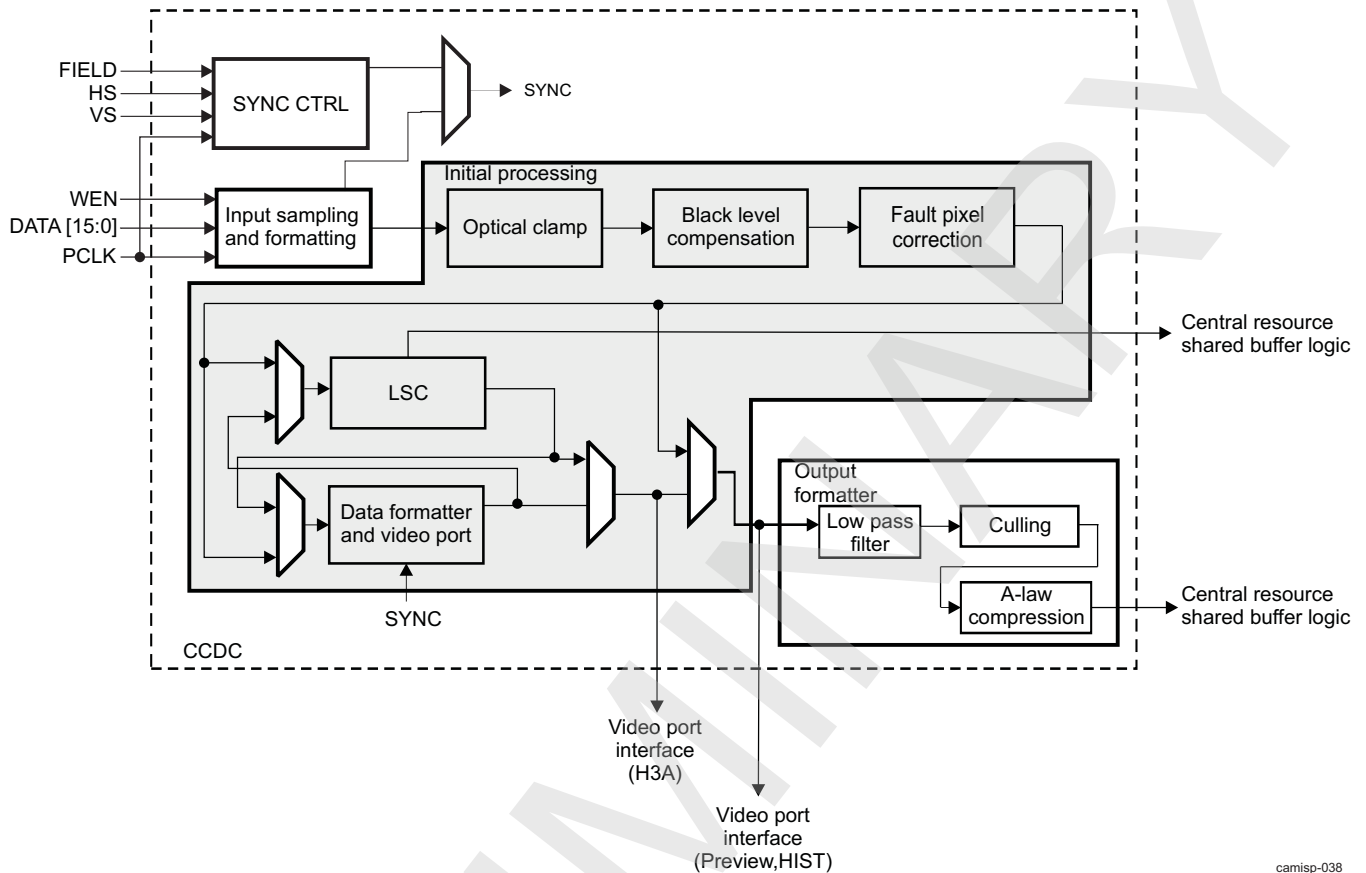 FIELD
HS
VS
SYNC CTRL
SYNC
WEN
DATA [15:0]
PCLK
Input sampling
and formatting
Initial processing
Optical clamp
Black level
compensation
Fault pixel
correction
Central resource
shared buffer logic
LSC
Data formatter
and video port
SYNC
Output
formatter
Low pass
filter
Culling
A-law
compression
Central resource
shared buffer logic
CCDC
Video port
interface
(H3A)
Video port
interface
(Preview,HIST)
camisp-038
MINARY